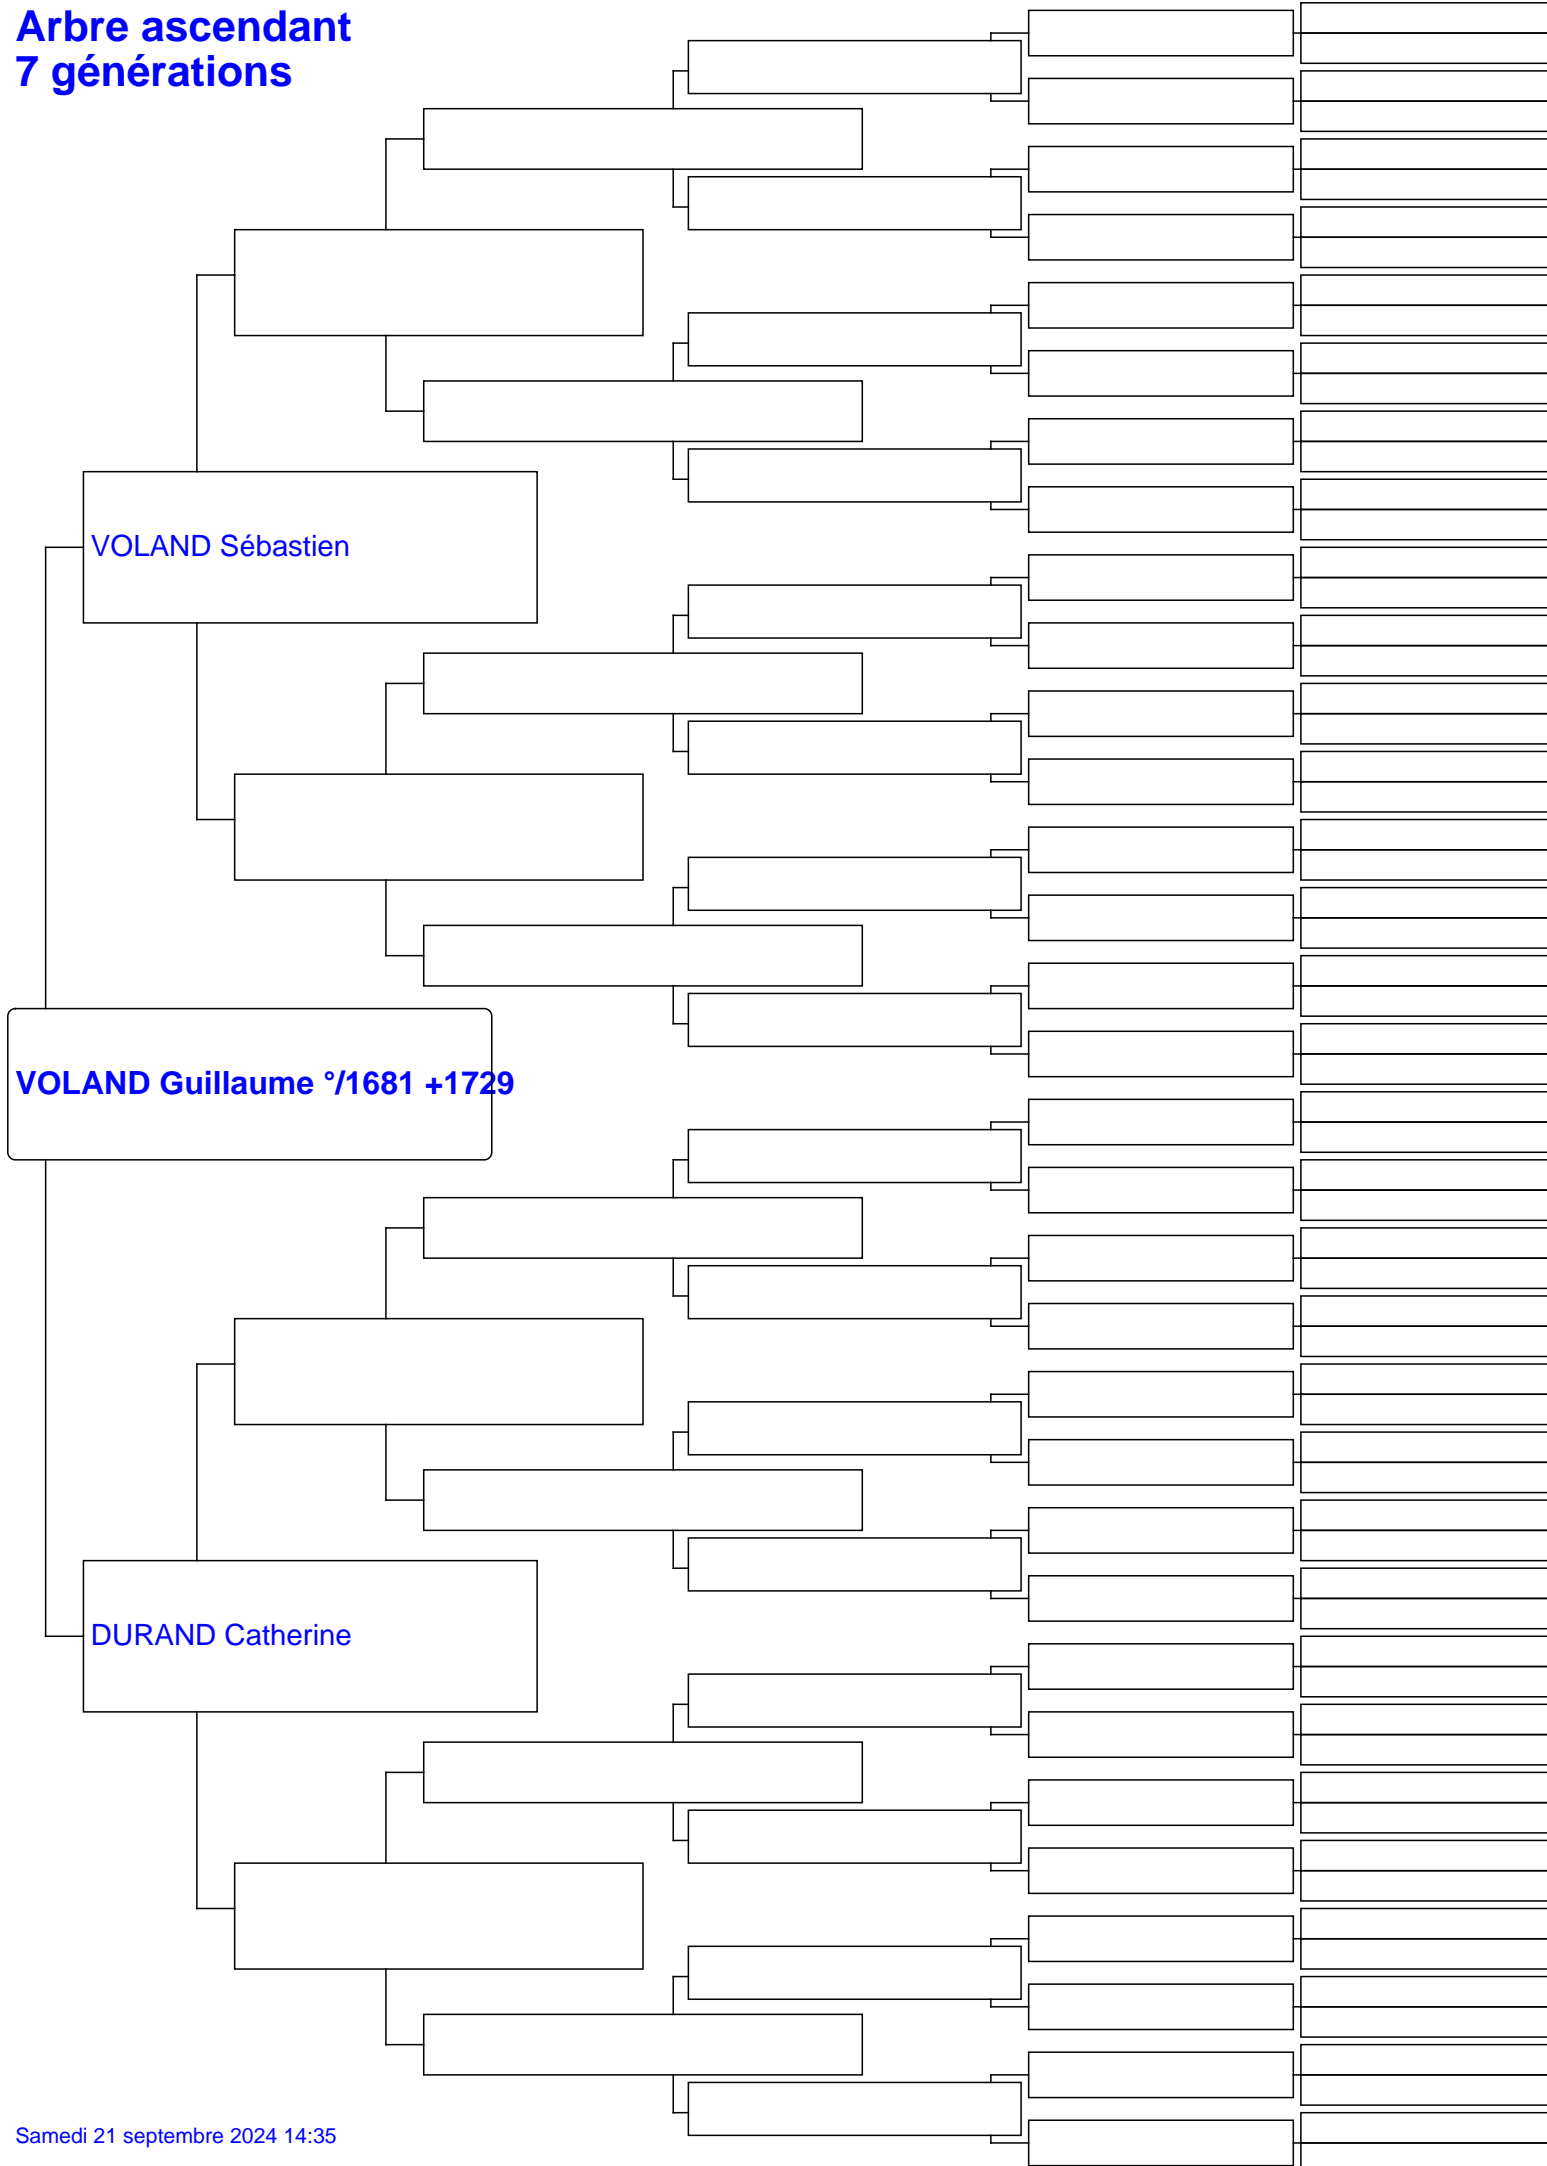 Arbre ascendant
7 générations
VOLAND Sébastien
VOLAND Guillaume °/1681 +1729
DURAND Catherine
Samedi 21 septembre 2024 14:35